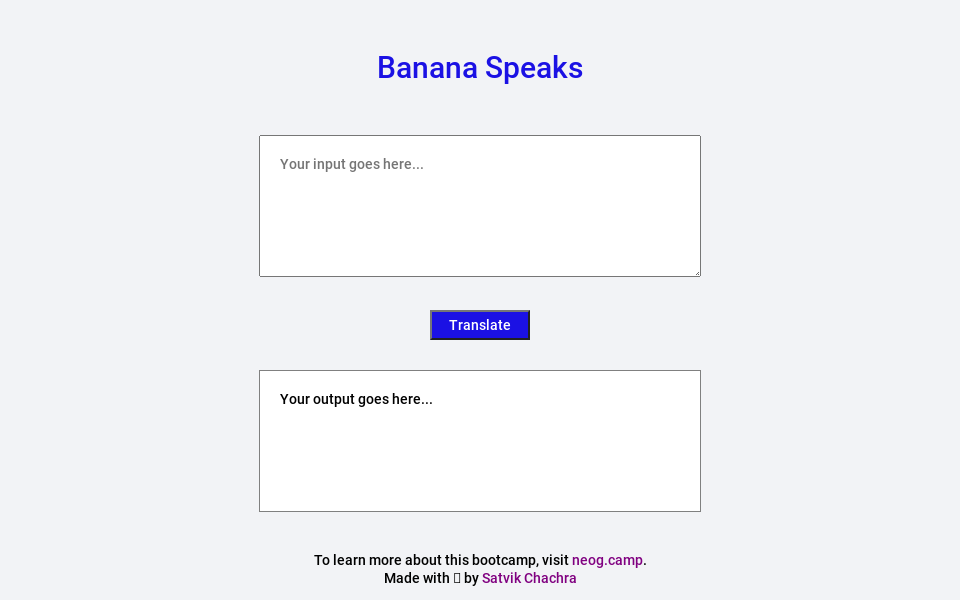 Banana Speaks
Your input goes here...
Translate
Your output goes here...
To learn more about this bootcamp, visit neog.camp.
Made with by Satvik Chachra